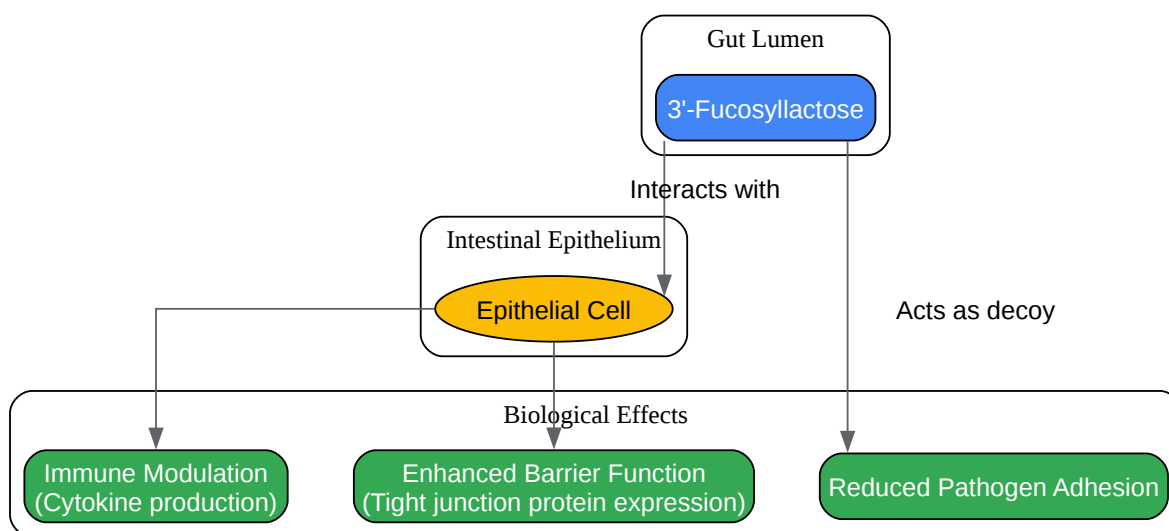 Gut Lumen
3'-Fucosyllactose
Interacts with
Intestinal Epithelium
Epithelial Cell
Acts as decoy
Biological Effects
Immune Modulation
(Cytokine production)
Enhanced Barrier Function
(Tight junction protein expression)
Reduced Pathogen Adhesion